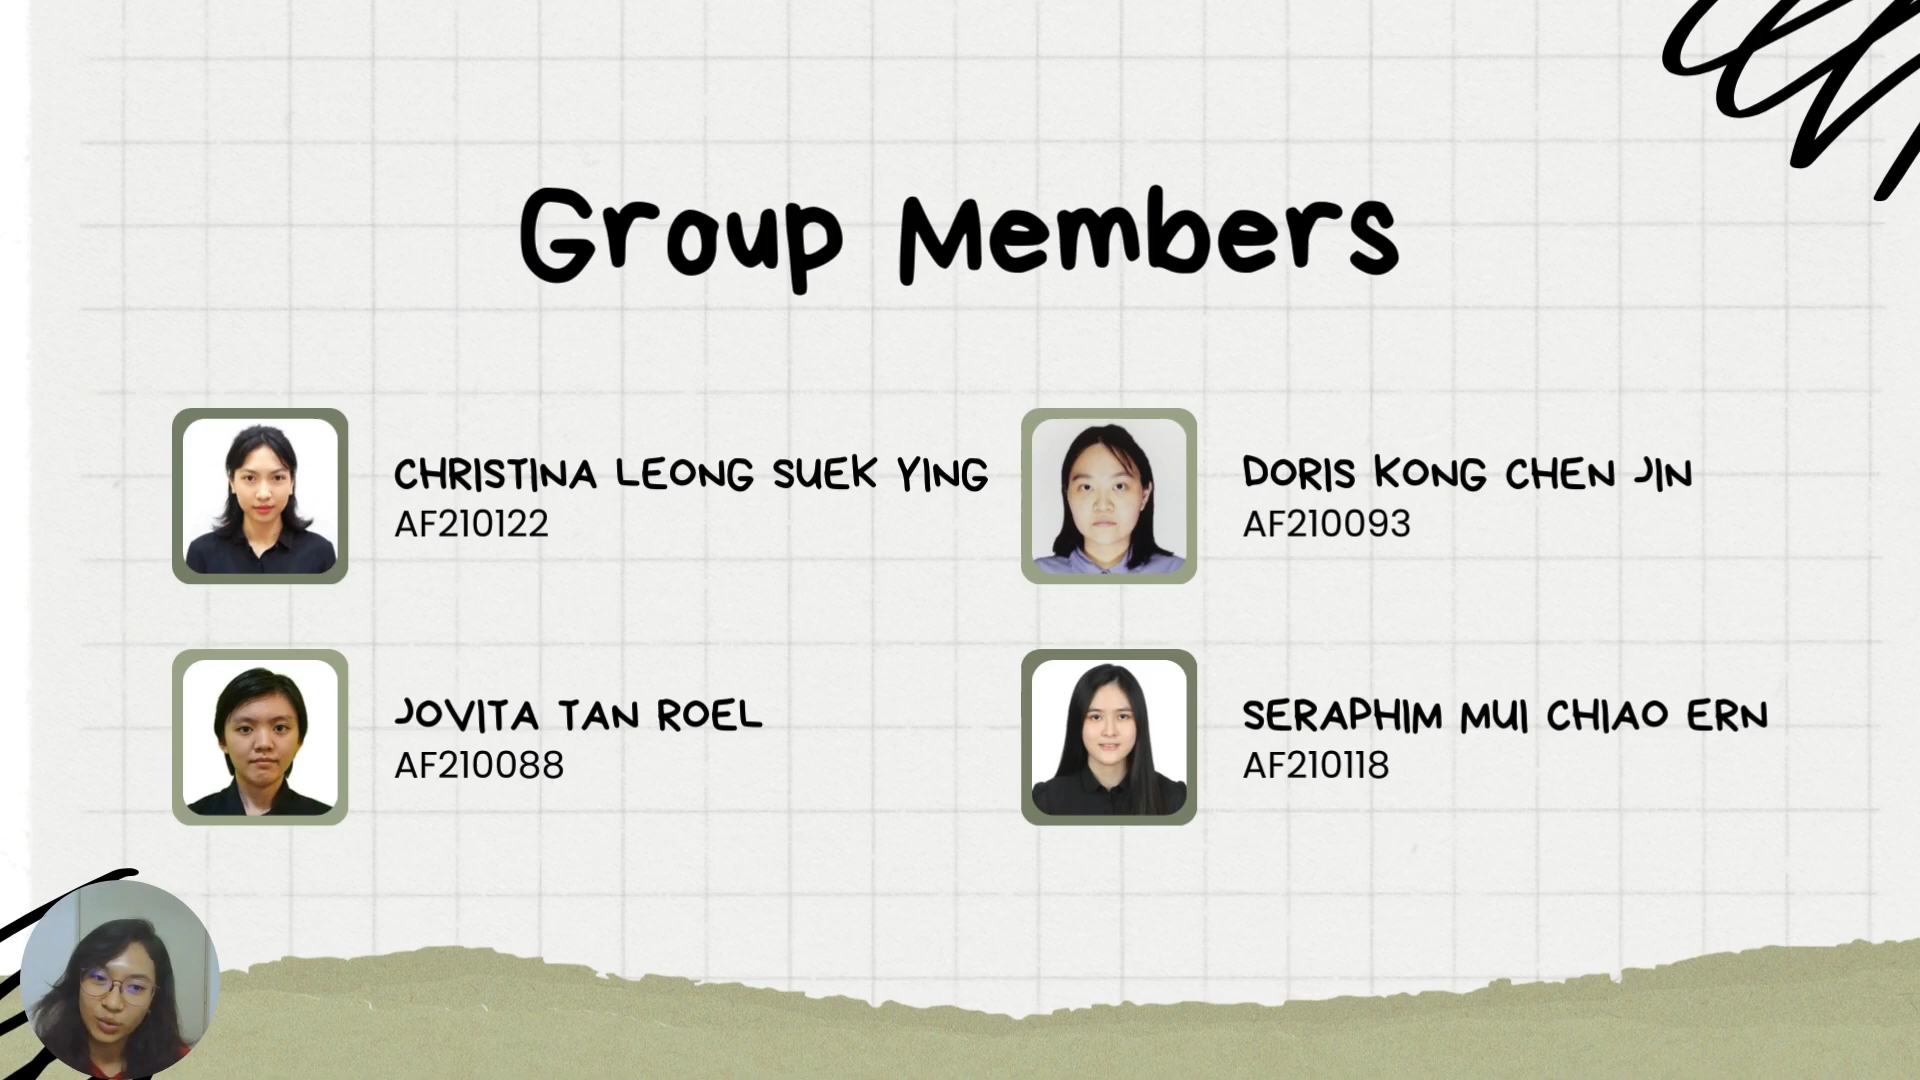 Group Members
CHRISTINA LEONG SUEK YING
AF210122
DORIS KONG CHEN JIN
AF210093
JOVITA TAN ROEL
AF210088
SERAPHIM MUI CHIAO ERN
AF210118